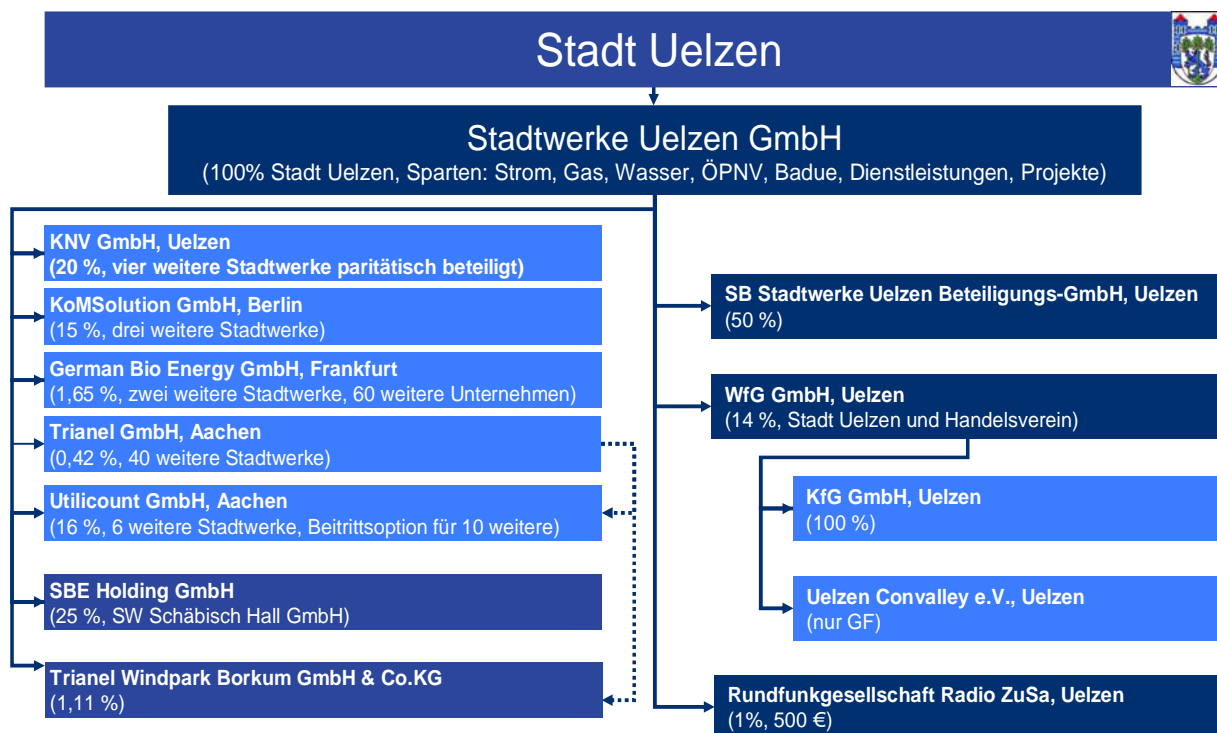 Stadt Uelzen
Stadtwerke Uelzen GmbH
(100% Stadt Uelzen, Sparten: Strom, Gas, Wasser, ÖPNV, Badue, Dienstleistungen, Projekte)
KNV GmbH, Uelzen
(20 %, vier weitere Stadtwerke paritätisch beteiligt)
KoMSolution GmbH, Berlin
(15 %, drei weitere Stadtwerke)
German Bio Energy GmbH, Frankfurt
(1,65 %, zwei weitere Stadtwerke, 60 weitere Unternehmen)
Trianel GmbH, Aachen
(0,42 %, 40 weitere Stadtwerke)
Utilicount GmbH, Aachen
(16 %, 6 weitere Stadtwerke, Beitrittsoption für 10 weitere)
SBE Holding GmbH
(25 %, SW Schäbisch Hall GmbH)
Trianel Windpark Borkum GmbH & Co.KG
(1,11 %)
SB Stadtwerke Uelzen Beteiligungs-GmbH, Uelzen
(50 %)
WfG GmbH, Uelzen
(14 %, Stadt Uelzen und Handelsverein)
KfG GmbH, Uelzen
(100 %)
Uelzen Convalley e.V., Uelzen
(nur GF)
Rundfunkgesellschaft Radio ZuSa, Uelzen
(1%, 500 €)